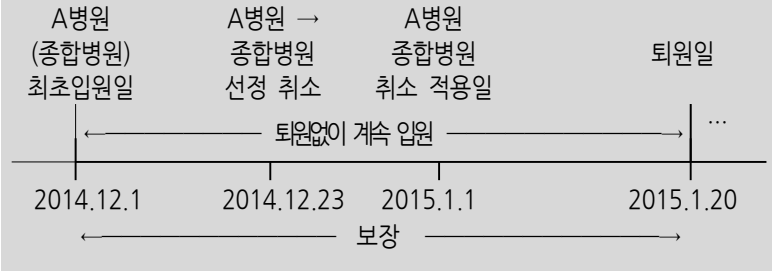 A병원 A병원 → A병원
(종합병원) 종합병원 종합병원 퇴원일
최초입원일 선정 취소 취소 적용일
← 퇴원없이 계속 입원 → …
2014.12.1 2014.12.23 2015.1.1 2015.1.20
← 보장 →